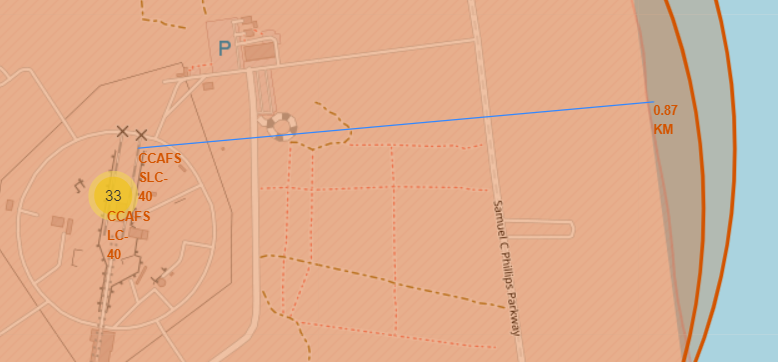 P
0.87
KM
CCAFS
SLC-
40
33
CCAFS
LC-
40
Samuel C Phillips Parkway